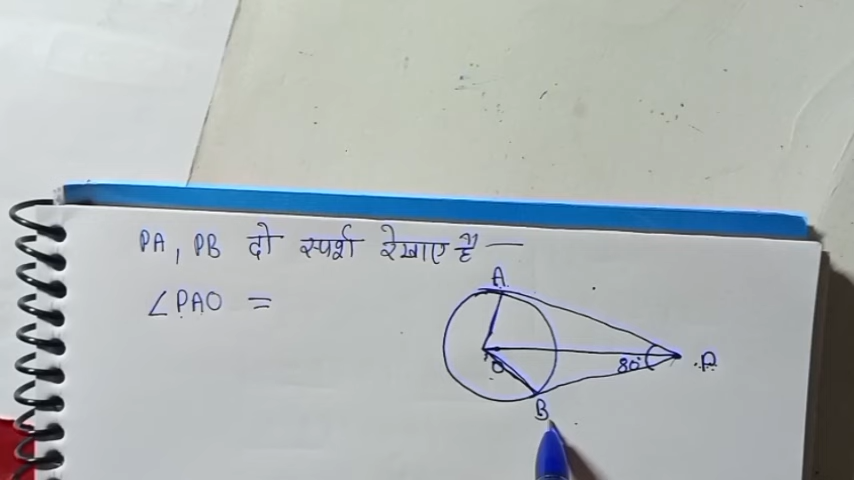 PA, PB दो स्पर्श रेखाए हैं —
∠PAO =
A
80°
P
O
B